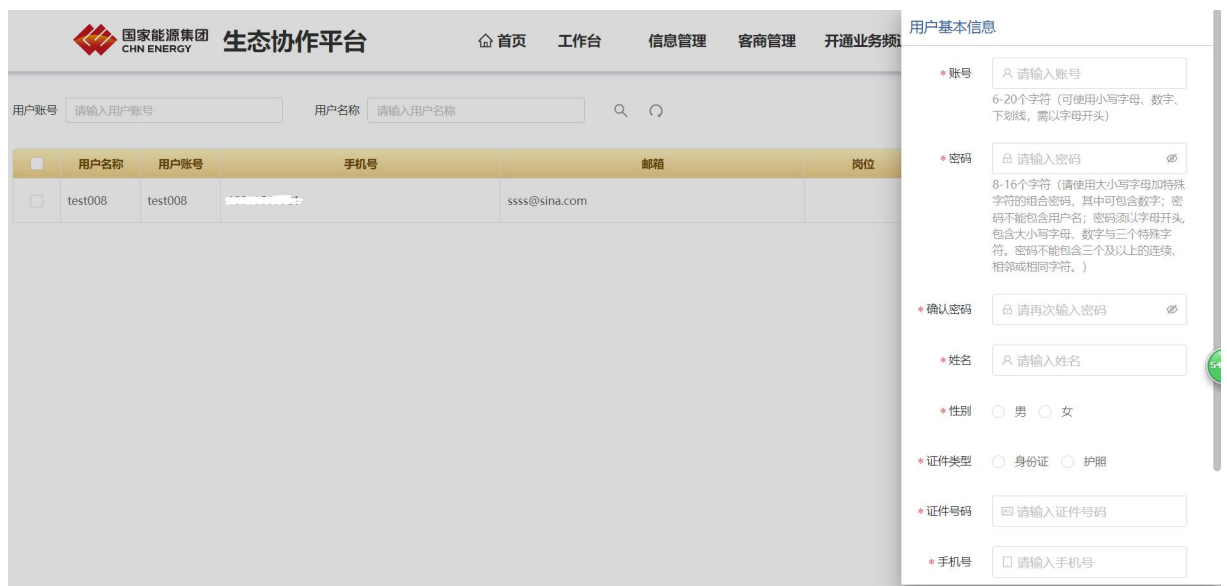 国家能源集团
CHN ENERGY
生态协作平台
首页
工作台
信息管理
客商管理
开通业务频
用户账号
请输入用户账号
用户名称
请输入用户名称
用户名称
用户账号
手机号
邮箱
岗位
test008
test008
ssss@sina.com
用户基本信息
* 账号
请输入账号
6-20个字符（可使用小写字母、数字、
下划线，需以字母开头）
* 密码
请输入密码
8-16个字符（请使用大小写字母加特殊
字符的组合密码，其中可包含数字；密
码不能包含用户名；密码须以字母开头,
包含大小写字母、数字与三个特殊字
符。密码不能包含三个及以上的连续、
相邻或相同字符。）
* 确认密码
请再次输入密码
* 姓名
请输入姓名
* 性别
男
女
* 证件类型
身份证
护照
* 证件号码
请输入证件号码
* 手机号
请输入手机号